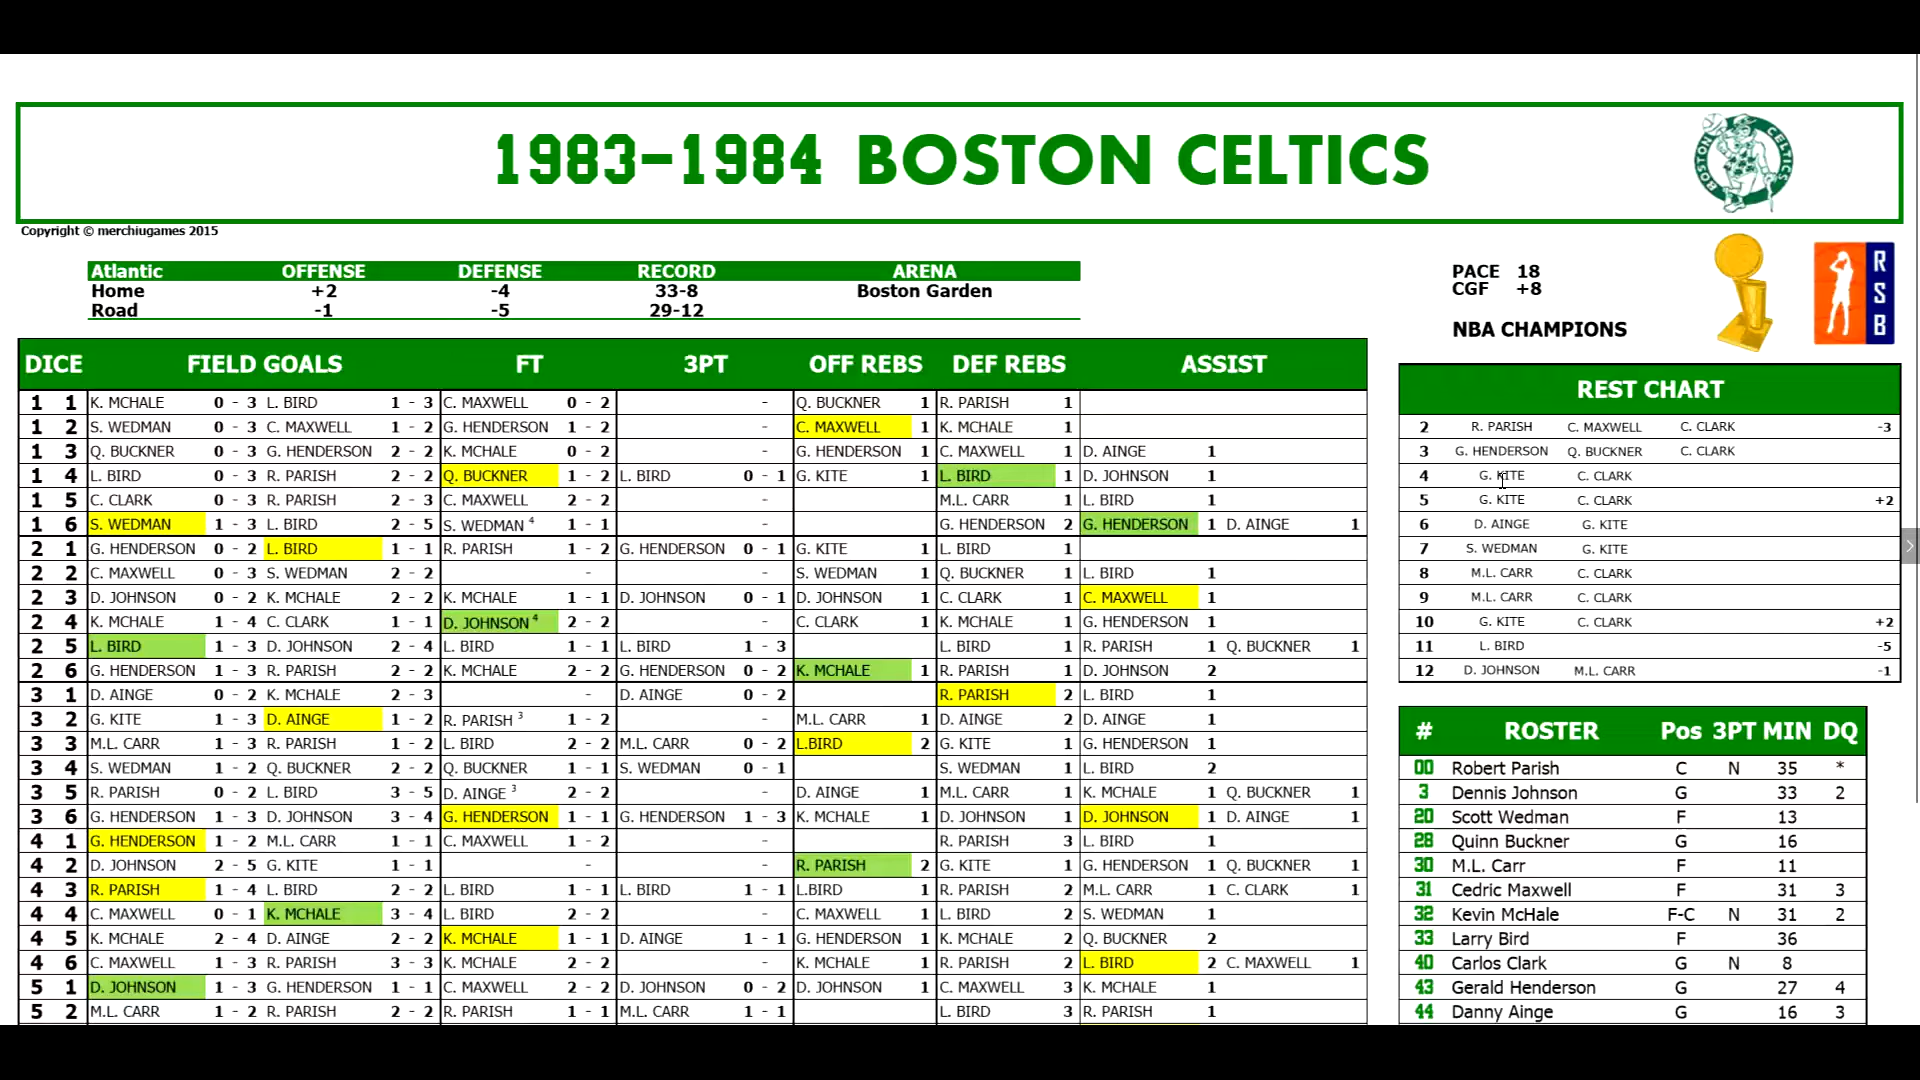 1983-1984 BOSTON CELTICS
BOSTON CELTICS
Copyright © merchiugames 2015
Atlantic OFFENSE DEFENSE RECORD ARENA
Home +2 -4 33-8 Boston Garden
Road -1 -5 29-12
PACE 18
CGF +8
NBA CHAMPIONS
RSB
DICE FIELD GOALS FT 3PT OFF REBS DEF REBS ASSIST
1 1 K. MCHALE 0 - 3 L. BIRD 1 - 3 C. MAXWELL 0 - 2 - Q. BUCKNER 1 R. PARISH 1
1 2 S. WEDMAN 0 - 3 C. MAXWELL 1 - 2 G. HENDERSON 1 - 2 - C. MAXWELL 1 K. MCHALE 1
1 3 Q. BUCKNER 0 - 3 G. HENDERSON 2 - 2 K. MCHALE 0 - 2 - G. HENDERSON 1 C. MAXWELL 1 D. AINGE 1
1 4 L. BIRD 0 - 3 R. PARISH 2 - 2 Q. BUCKNER 1 - 2 L. BIRD 0 - 1 G. KITE 1 L. BIRD 1 D. JOHNSON 1
1 5 C. CLARK 0 - 3 R. PARISH 2 - 3 C. MAXWELL 2 - 2 - M.L. CARR 1 L. BIRD 1
1 6 S. WEDMAN 1 - 3 L. BIRD 2 - 5 S. WEDMAN 4 1 - 1 - G. HENDERSON 2 G. HENDERSON 1 D. AINGE 1
2 1 G. HENDERSON 0 - 2 L. BIRD 1 - 1 R. PARISH 1 - 2 G. HENDERSON 0 - 1 G. KITE 1 L. BIRD 1
2 2 C. MAXWELL 0 - 3 S. WEDMAN 2 - 2 - - S. WEDMAN 1 Q. BUCKNER 1 L. BIRD 1
2 3 D. JOHNSON 0 - 2 K. MCHALE 2 - 2 K. MCHALE 1 - 1 D. JOHNSON 0 - 1 D. JOHNSON 1 C. CLARK 1 C. MAXWELL 1
2 4 K. MCHALE 1 - 4 C. CLARK 1 - 1 D. JOHNSON 4 2 - 2 - C. CLARK 1 K. MCHALE 1 G. HENDERSON 1
2 5 L. BIRD 1 - 3 D. JOHNSON 2 - 4 L. BIRD 1 - 1 L. BIRD 1 - 3 L. BIRD 1 R. PARISH 1 Q. BUCKNER 1
2 6 G. HENDERSON 1 - 3 R. PARISH 2 - 2 K. MCHALE 2 - 2 G. HENDERSON 0 - 2 K. MCHALE 1 R. PARISH 1 D. JOHNSON 2
3 1 D. AINGE 0 - 2 K. MCHALE 2 - 3 - D. AINGE 0 - 2 R. PARISH 2 L. BIRD 1
3 2 G. KITE 1 - 3 D. AINGE 1 - 2 R. PARISH 3 1 - 2 - M.L. CARR 1 D. AINGE 2 D. AINGE 1
3 3 M.L. CARR 1 - 3 R. PARISH 1 - 2 L. BIRD 2 - 2 M.L. CARR 0 - 2 L.BIRD 2 G. KITE 1 G. HENDERSON 1
3 4 S. WEDMAN 1 - 2 Q. BUCKNER 2 - 2 Q. BUCKNER 1 - 1 S. WEDMAN 0 - 1 S. WEDMAN 1 L. BIRD 2
3 5 R. PARISH 0 - 2 L. BIRD 3 - 5 D. AINGE 3 2 - 2 - D. AINGE 1 M.L. CARR 1 K. MCHALE 1 Q. BUCKNER 1
3 6 G. HENDERSON 1 - 3 D. JOHNSON 3 - 4 G. HENDERSON 1 - 1 G. HENDERSON 1 - 3 K. MCHALE 1 D. JOHNSON 1 D. JOHNSON 1 D. AINGE 1
4 1 G. HENDERSON 1 - 2 M.L. CARR 1 - 1 C. MAXWELL 1 - 2 - R. PARISH 3 L. BIRD 1
4 2 D. JOHNSON 2 - 5 G. KITE 1 - 1 - - R. PARISH 2 G. KITE 1 G. HENDERSON 1 Q. BUCKNER 1
4 3 R. PARISH 1 - 4 L. BIRD 2 - 2 L. BIRD 1 - 1 L. BIRD 1 - 1 L.BIRD 1 R. PARISH 2 M.L. CARR 1 C. CLARK 1
4 4 C. MAXWELL 0 - 1 K. MCHALE 3 - 4 L. BIRD 2 - 2 - C. MAXWELL 1 L. BIRD 2 S. WEDMAN 1
4 5 K. MCHALE 2 - 4 D. AINGE 2 - 2 K. MCHALE 1 - 1 D. AINGE 1 - 1 G. HENDERSON 1 K. MCHALE 2 Q. BUCKNER 2
4 6 C. MAXWELL 1 - 3 R. PARISH 3 - 3 K. MCHALE 2 - 2 - K. MCHALE 1 R. PARISH 2 L. BIRD 2 C. MAXWELL 1
5 1 D. JOHNSON 1 - 3 G. HENDERSON 1 - 1 C. MAXWELL 2 - 2 D. JOHNSON 0 - 2 D. JOHNSON 1 C. MAXWELL 3 K. MCHALE 1
5 2 M.L. CARR 1 - 2 R. PARISH 2 - 2 R. PARISH 1 - 1 M.L. CARR 1 - 1 L. BIRD 3 R. PARISH 1
REST CHART
2 R. PARISH C. MAXWELL C. CLARK -3
3 G. HENDERSON Q. BUCKNER C. CLARK
4 G. KITE C. CLARK
5 G. KITE C. CLARK +2
6 D. AINGE G. KITE
7 S. WEDMAN G. KITE
8 M.L. CARR C. CLARK
9 M.L. CARR C. CLARK
10 G. KITE C. CLARK +2
11 L. BIRD -5
12 D. JOHNSON M.L. CARR -1
# ROSTER Pos 3PT MIN DQ
00 Robert Parish C N 35 *
3 Dennis Johnson G 33 2
20 Scott Wedman F 13
28 Quinn Buckner G 16
30 M.L. Carr F 11
31 Cedric Maxwell F 31 3
32 Kevin McHale F-C N 31 2
33 Larry Bird F 36
40 Carlos Clark G N 8
43 Gerald Henderson G 27 4
44 Danny Ainge G 16 3